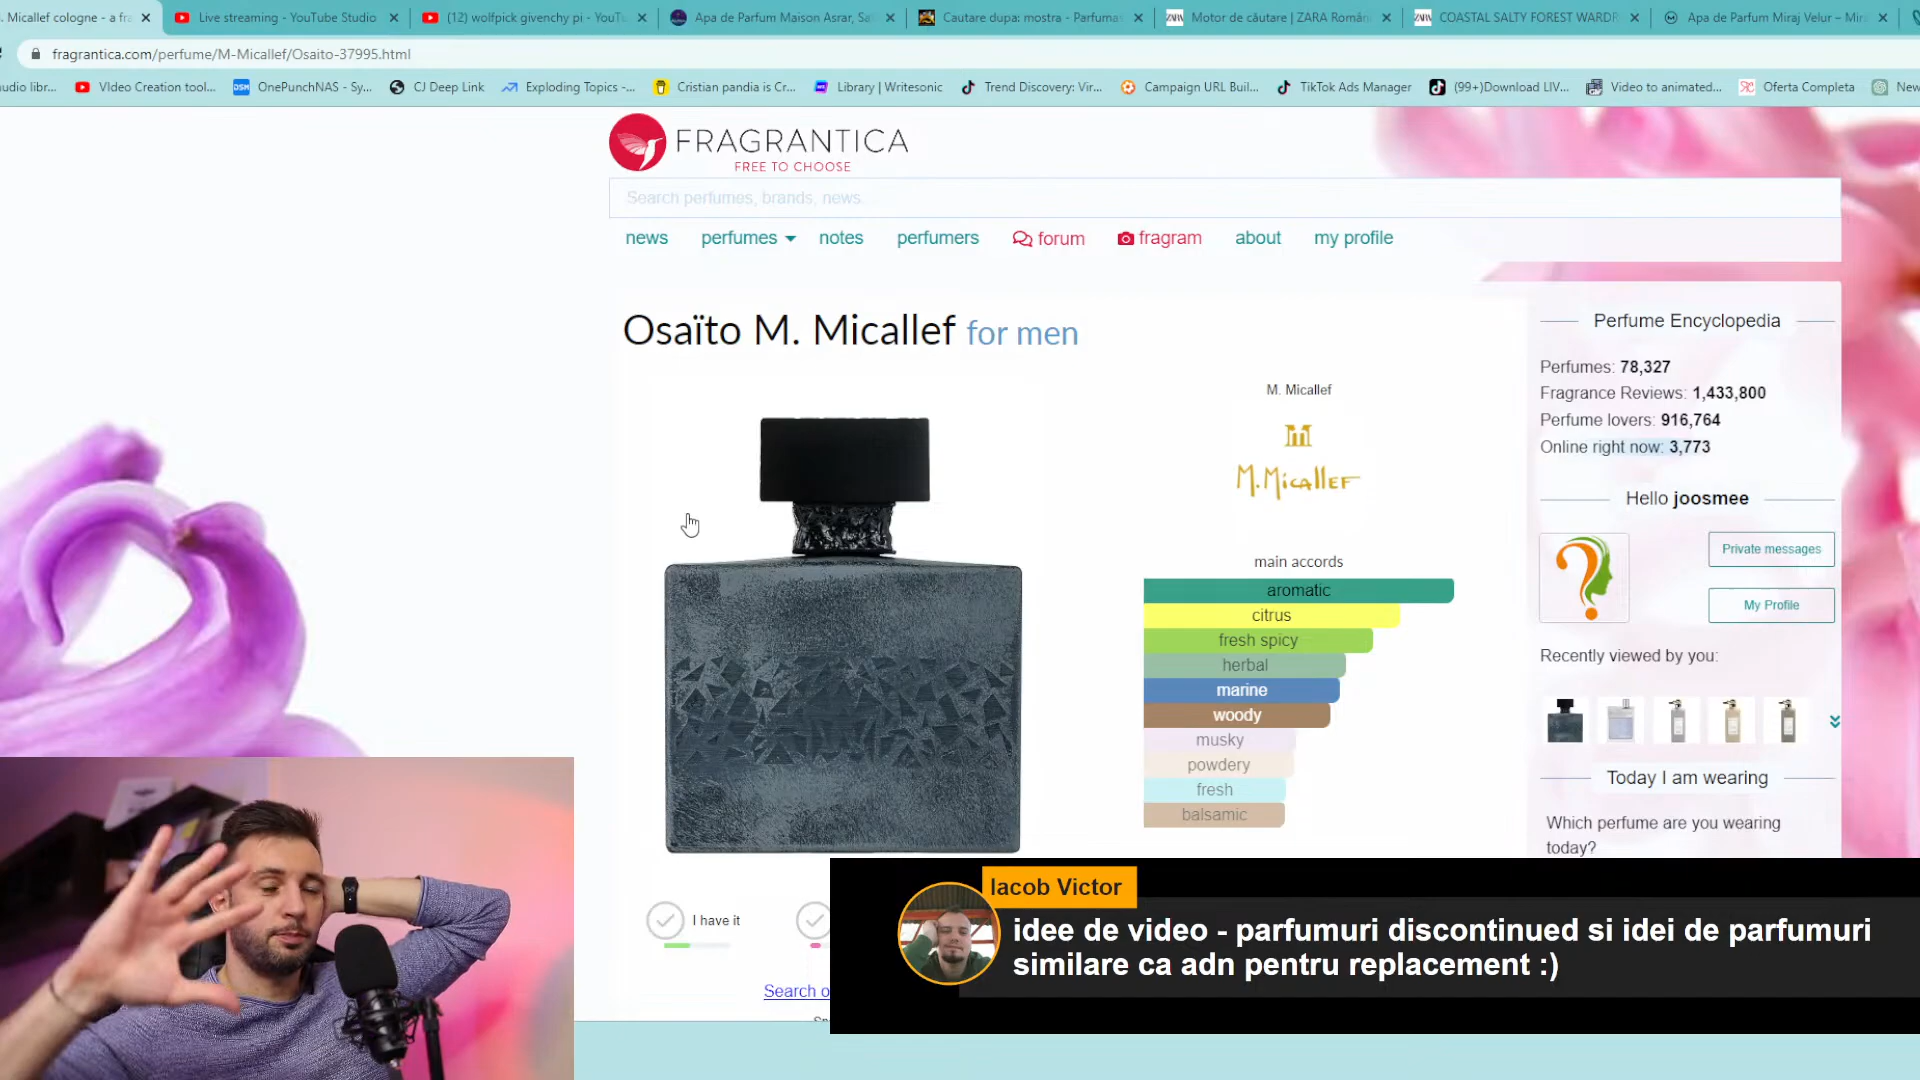 . Micallef cologne - a fra
Live streaming - YouTube Studio
(12) wolfpick givenchy pi - YouTu
Apa de Parfum Maison Asrar, Sa
Cautare dupa: mostra - Parfumas
Motor de căutare | ZARA Români
COASTAL SALTY FOREST WARDR
Apa de Parfum Miraj Velur – Mira
fragrantica.com/perfume/M-Micallef/Osaito-37995.html
udio libr...
VIdeo Creation tool...
OnePunchNAS - Sy...
CJ Deep Link
Exploding Topics -...
Cristian pandia is Cr...
Library | Writesonic
Trend Discovery: Vir...
Campaign URL Buil...
TikTok Ads Manager
(99+)Download LIV...
Video to animated...
Oferta Completa
New
FRAGRANTICA
FREE TO CHOOSE
Search perfumes, brands, news
news perfumes notes perfumers forum fragram about my profile
Osaïto M. Micallef for men
M. Micallef
M.Micallef
main accords
aromatic
citrus
fresh spicy
herbal
marine
woody
musky
powdery
fresh
balsamic
I have it
Search o
Perfume Encyclopedia
Perfumes: 78,327
Fragrance Reviews: 1,433,800
Perfume lovers: 916,764
Online right now: 3,773
Hello joosmee
Private messages
My Profile
Recently viewed by you:
Today I am wearing
Which perfume are you wearing
today?
Iacob Victor
idee de video - parfumuri discontinued si idei de parfumuri
similare ca adn pentru replacement :)